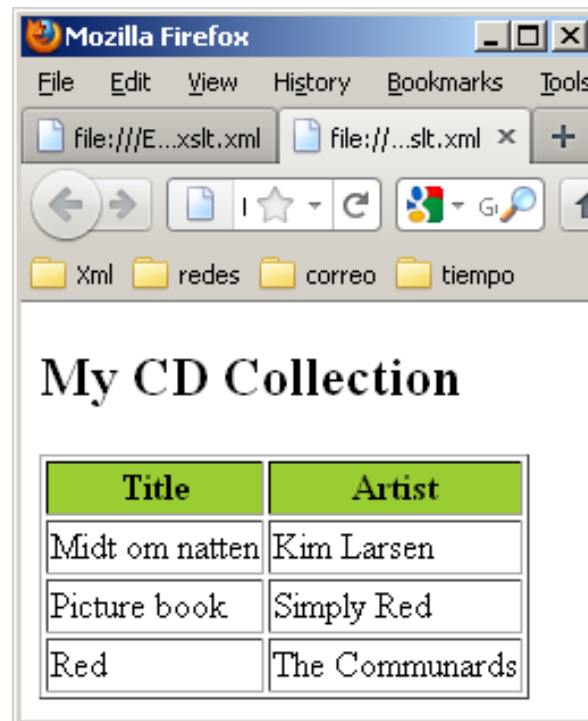 Mozilla Firefox
File Edit View History Bookmarks Tools
file:///E...xslt.xml file://...slt.xml
Xml redes correo tiempo
My CD Collection
Title Artist
Midt om natten Kim Larsen
Picture book Simply Red
Red The Communards